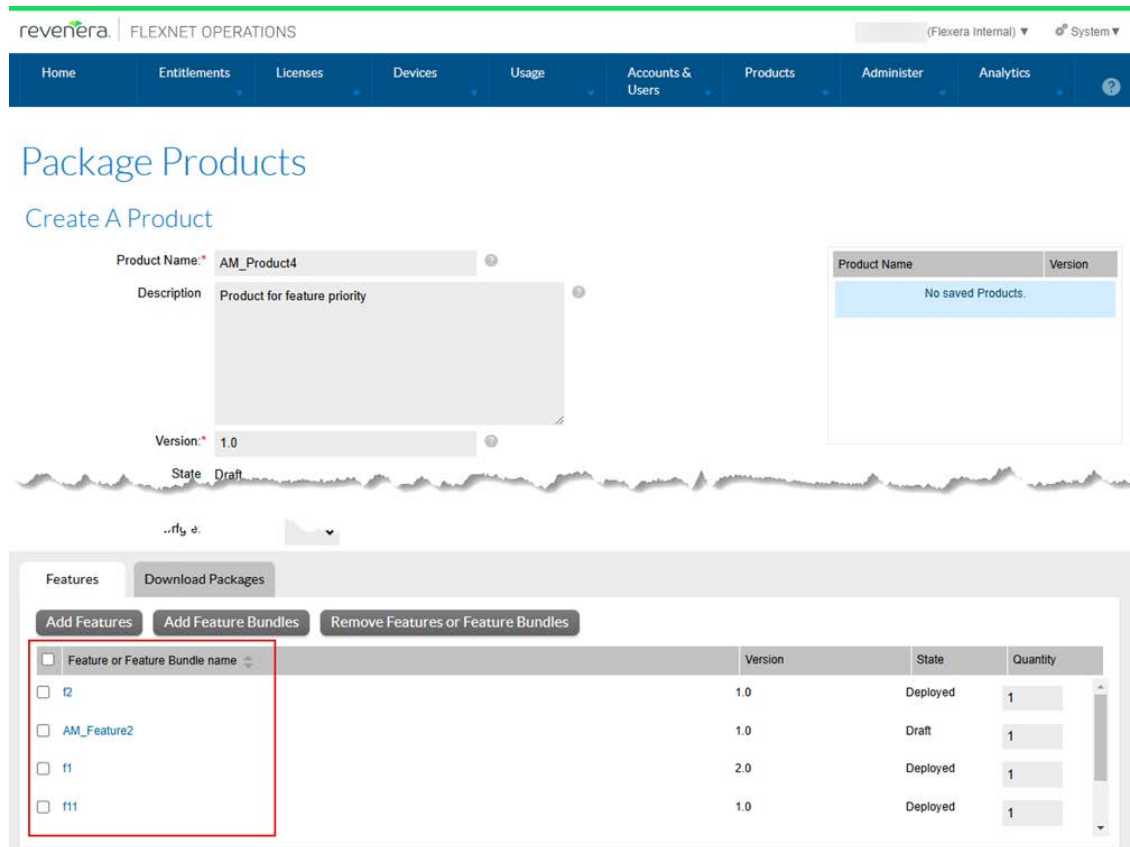 revenera. FLEXNET OPERATIONS (Flexera Internal) ▼ System ▼
Home Entitlements Licenses Devices Usage Accounts & Users Products Administer Analytics ?
Package Products
Create A Product
Product Name:* AM_Product4 ?
Product Name Version
Description Product for feature priority ?
No saved Products.
Version:* 1.0 ?
State Draft
Features Download Packages
Add Features Add Feature Bundles Remove Features or Feature Bundles
Feature or Feature Bundle name Version State Quantity
f2 1.0 Deployed 1
AM_Feature2 1.0 Draft 1
f1 2.0 Deployed 1
f11 1.0 Deployed 1